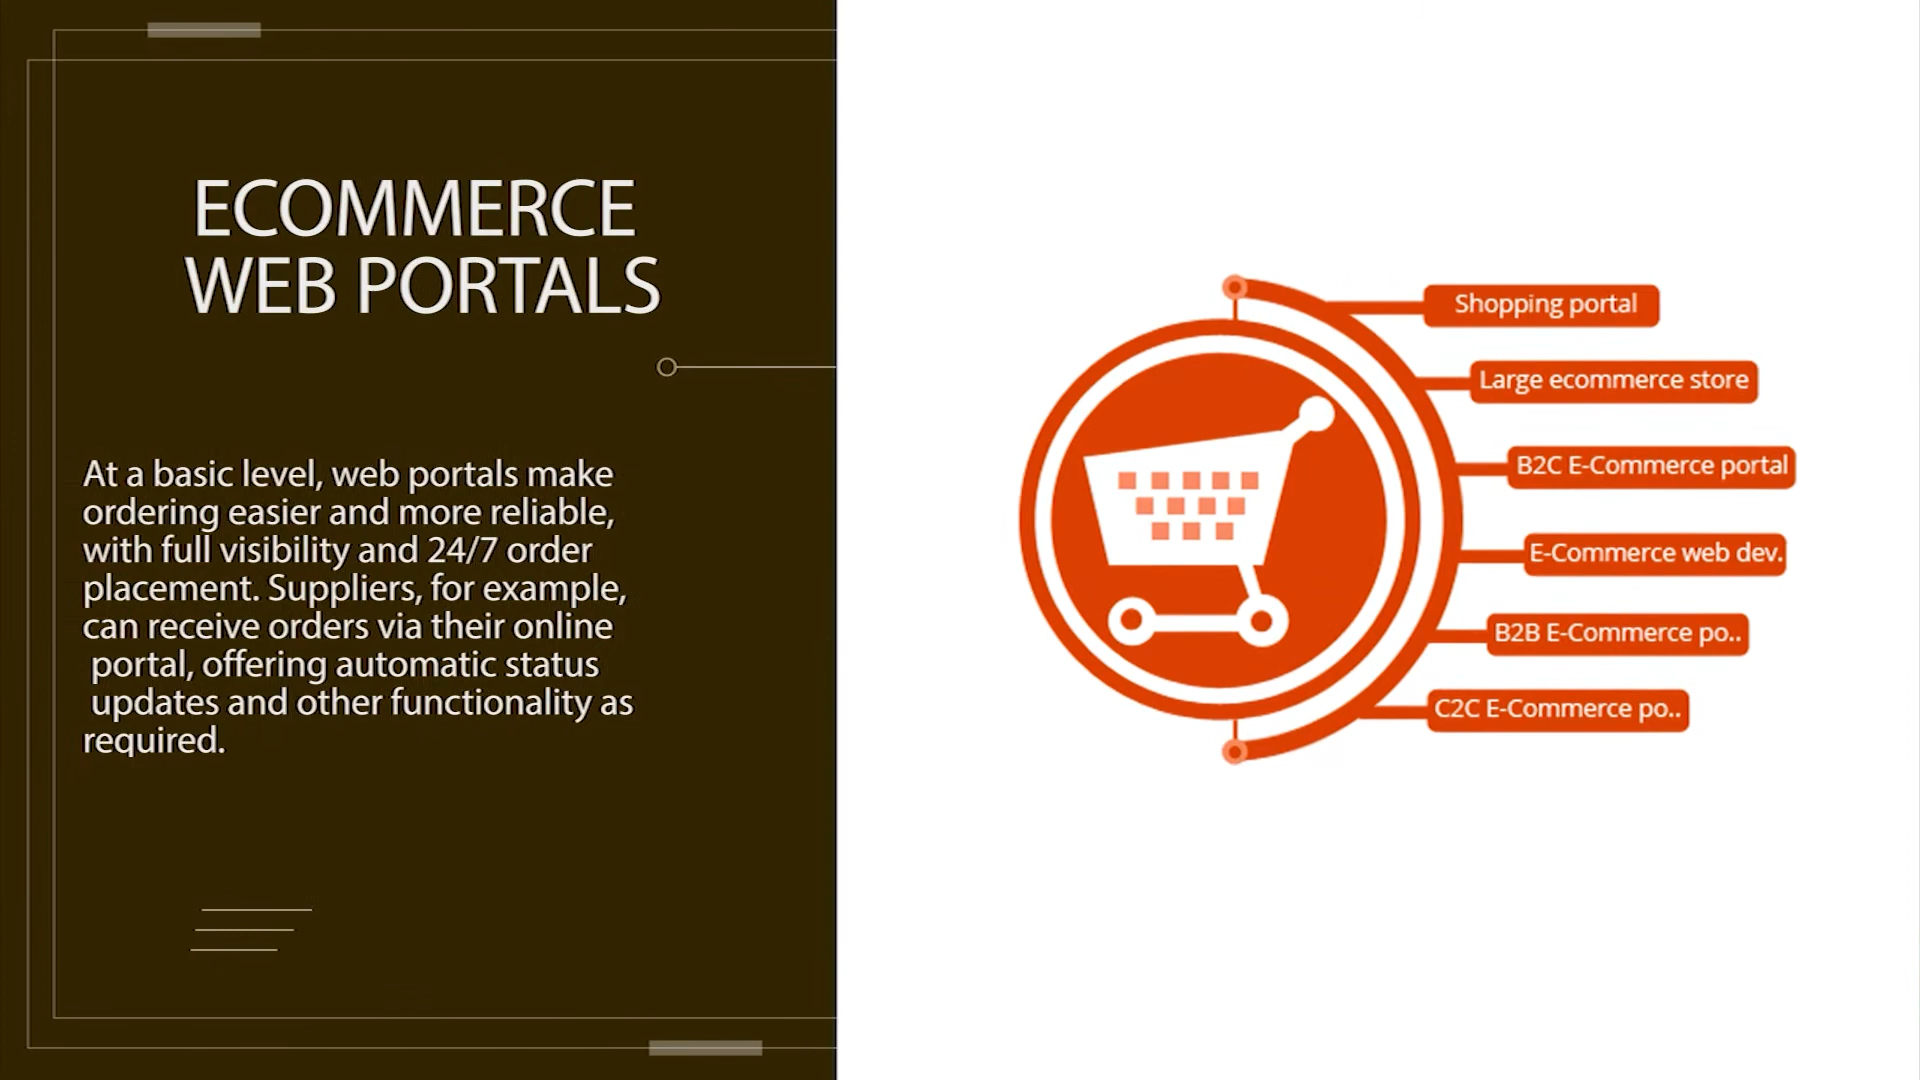 ECOMMERCE
WEB PORTALS
At a basic level, web portals make
ordering easier and more reliable,
with full visibility and 24/7 order
placement. Suppliers, for example,
can receive orders via their online
portal, offering automatic status
updates and other functionality as
required.
Shopping portal
Large ecommerce store
B2C E-Commerce portal
E-Commerce web dev.
B2B E-Commerce po..
C2C E-Commerce po..